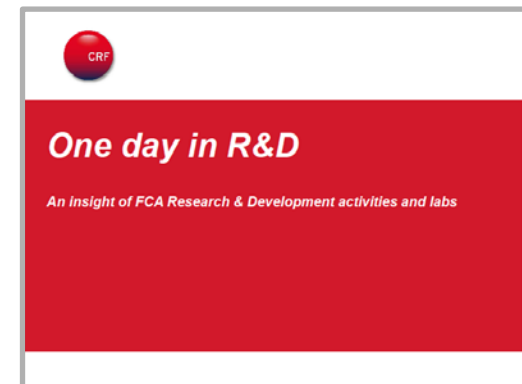 CRF
One day in R&D
An insight of FCA Research & Development activities and labs